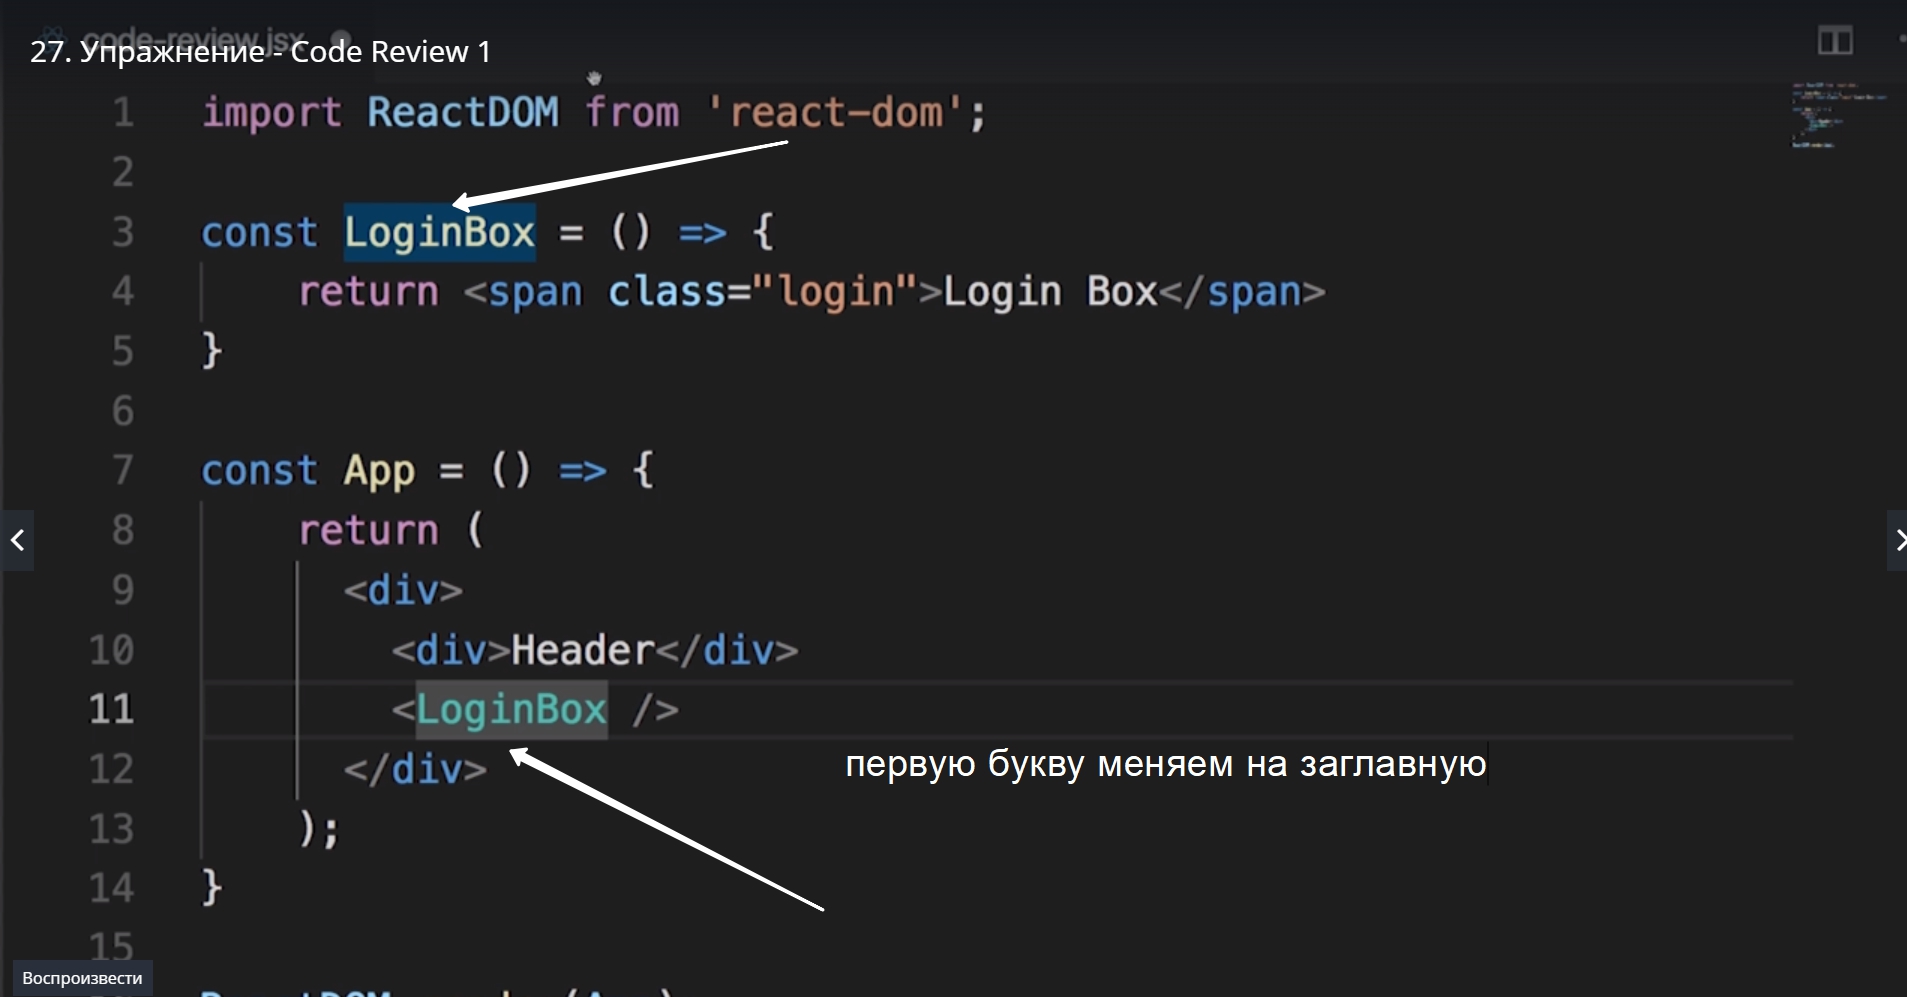 code-review.jsx
27. Упражнение - Code Review 1
1 import ReactDOM from 'react-dom';
2
3 const LoginBox = () => {
4 return <span class="login">Login Box</span>
5 }
6
7 const App = () => {
8 return (
9 <div>
10 <div>Header</div>
11 <LoginBox />
12 </div>
первую букву меняем на заглавную
13 );
14 }
15
Воспроизвести